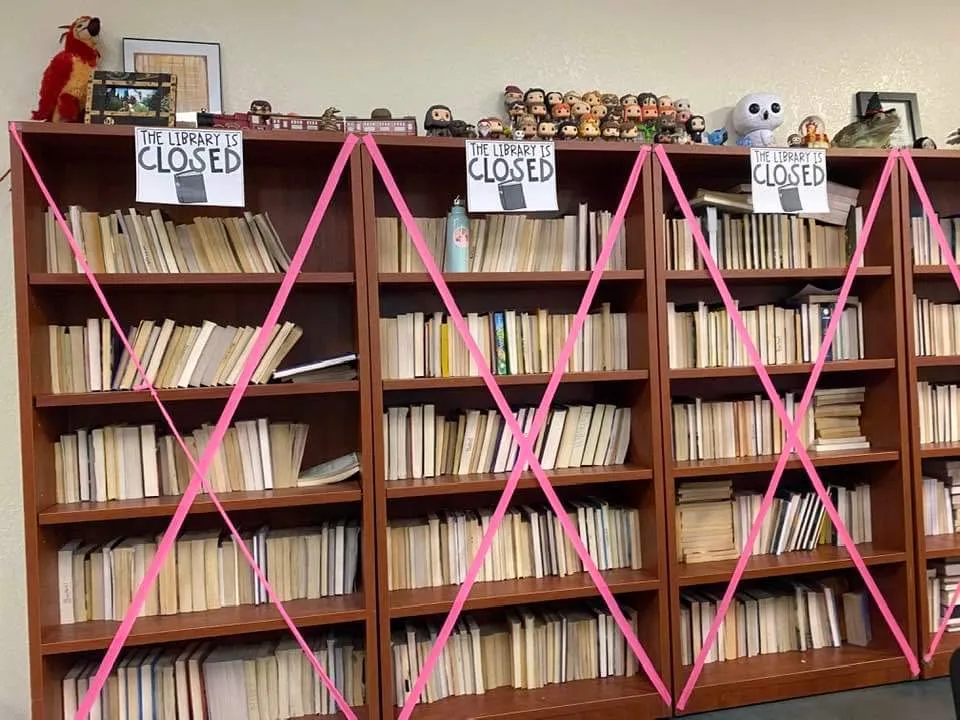 THE LIBRARY IS
CLOSED
THE LIBRARY IS
CLOSED
THE LIBRARY IS
CLOSED